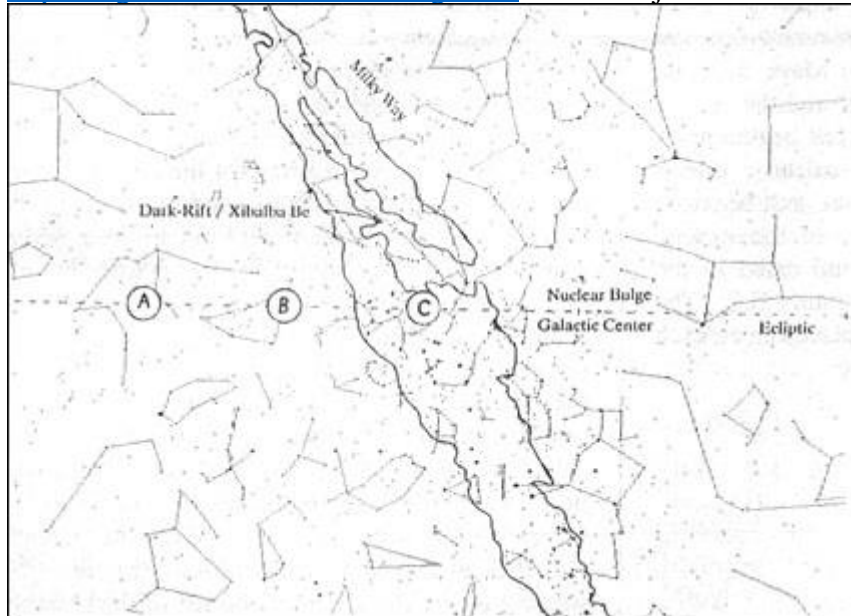 Milky Way
Dark-Rift / Xibalba Be
A
B
C
Nuclear Bulge
Galactic Center
Ecliptic